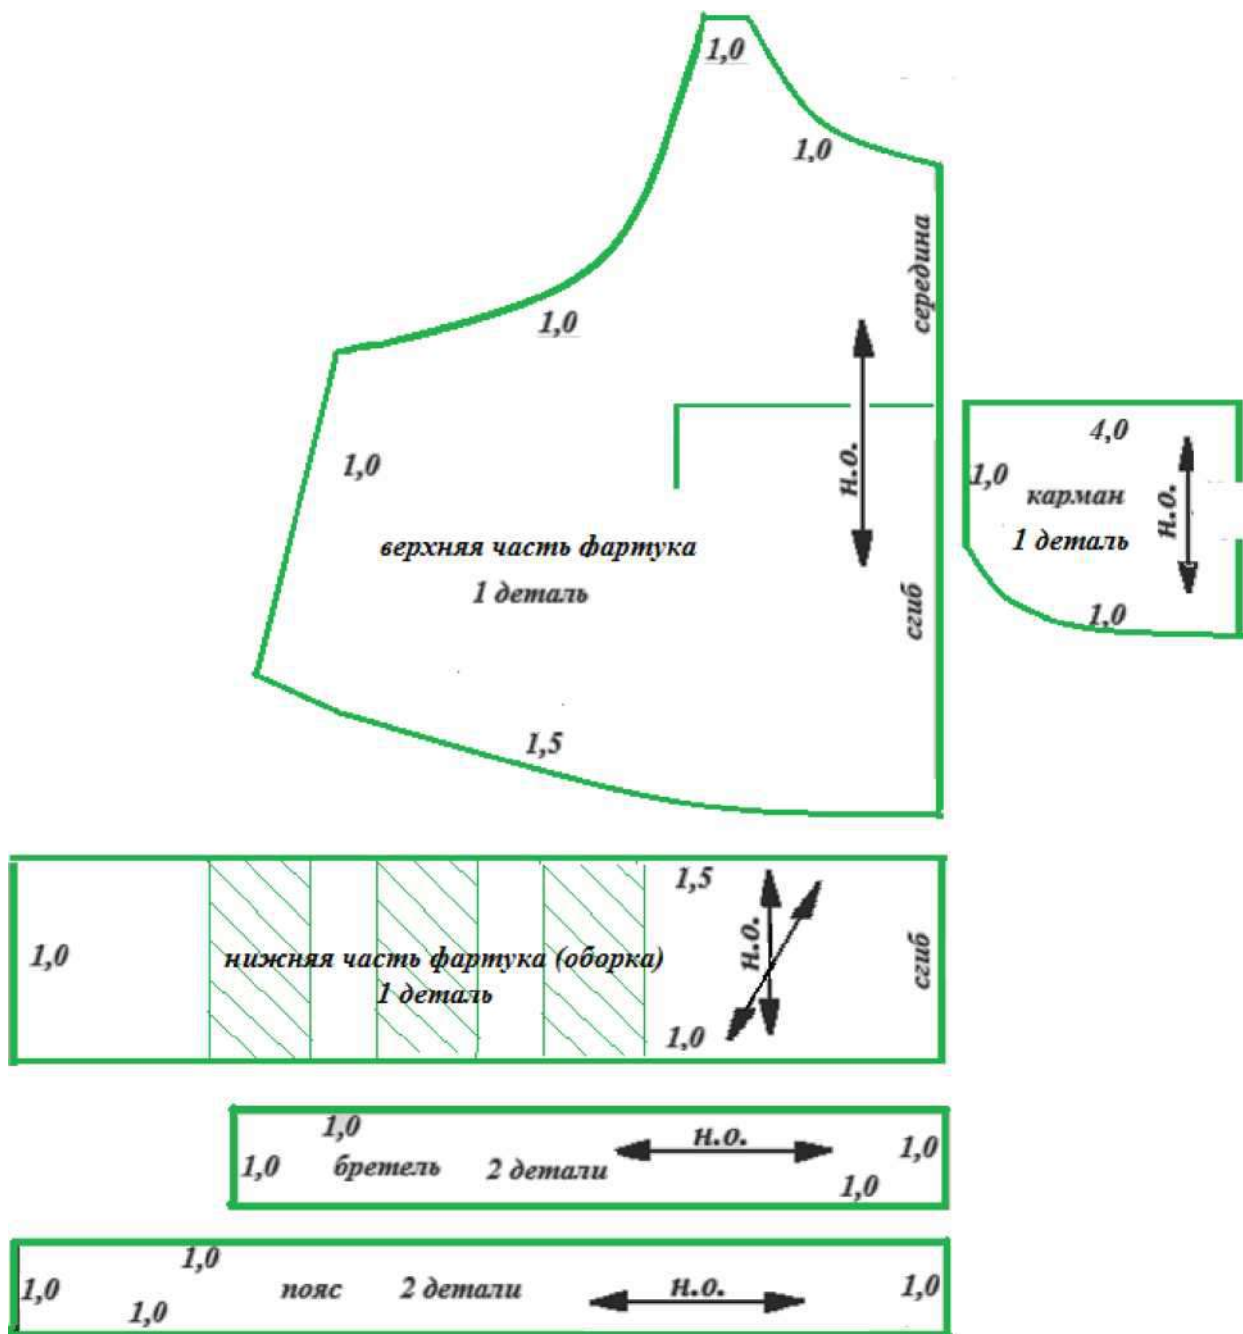 1,0
1,0
середина
1,0
4,0
1,0
1,0
н.о.
карман
н.о.
верхняя часть фартука
1 деталь
1 деталь
сгиб
1,0
1,5
1,5
1,0
н.о.
сгиб
нижняя часть фартука (оборка)
1 деталь
1,0
1,0
н.о.
1,0
1,0
бретель 2 детали
1,0
1,0
1,0
пояс 2 детали
н.о.
1,0
1,0